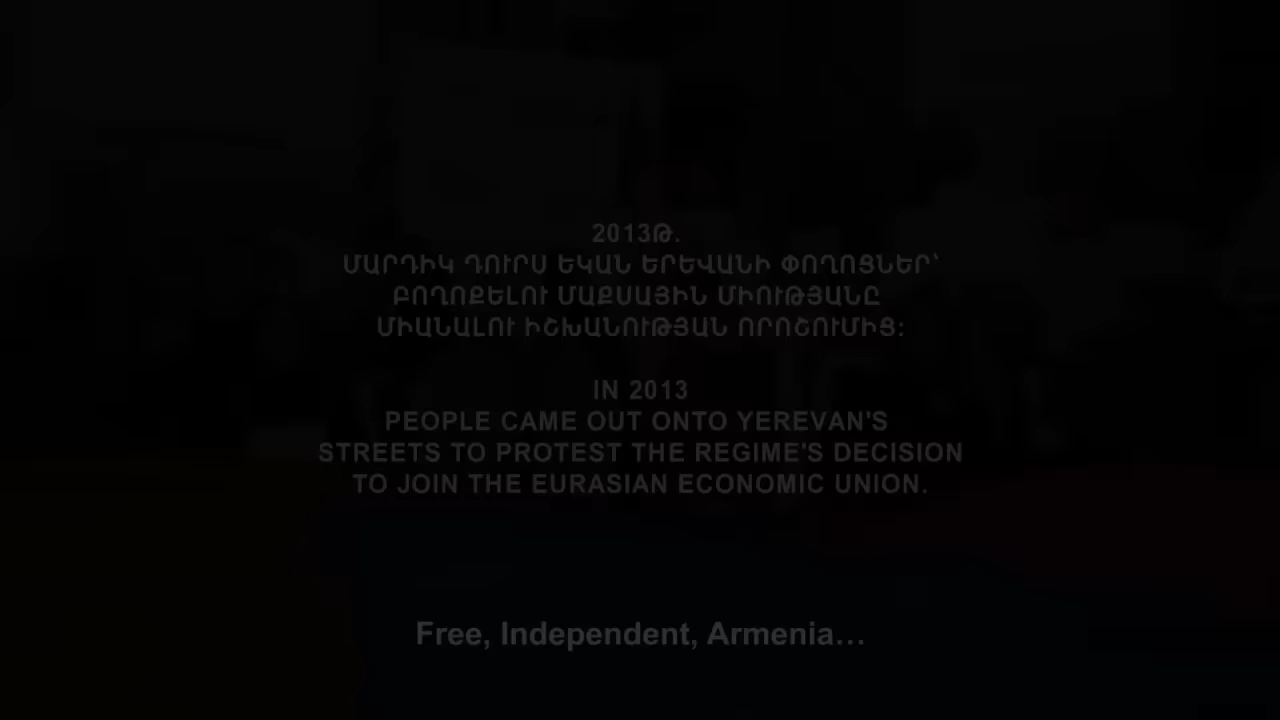 2013Թ.
ՄԱՐԴԻԿ ԴՈՒՐՍ ԵԿԱՆ ԵՐԵՎԱՆԻ ՓՈՂՈՑՆԵՐ՝
ԲՈՂՈՔԵԼՈՒ ՄԱՔՍԱՅԻՆ ՄԻՈՒԹՅԱՆԸ
ՄԻԱՆԱԼՈՒ ԻՇԽԱՆՈՒԹՅԱՆ ՈՐՈՇՈՒՄԻՑ:
IN 2013
PEOPLE CAME OUT ONTO YEREVAN'S
STREETS TO PROTEST THE REGIME'S DECISION
TO JOIN THE EURASIAN ECONOMIC UNION.
Free, Independent, Armenia…